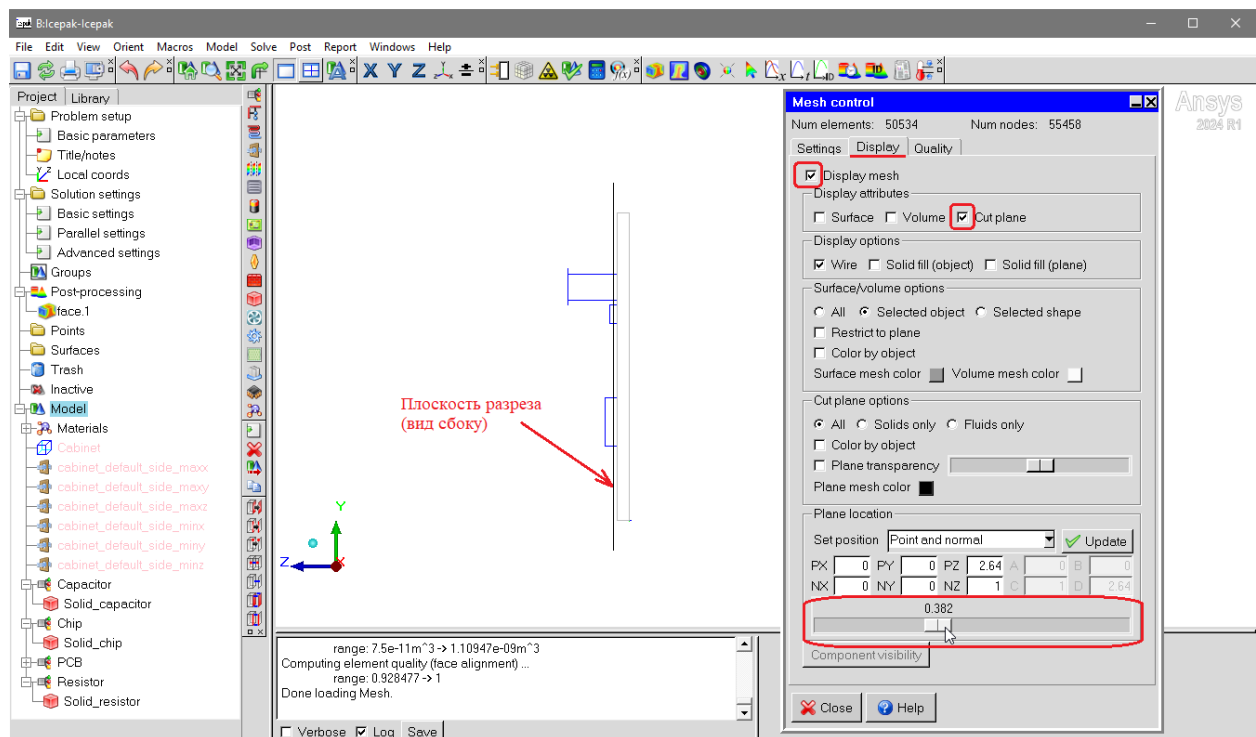 B:Icepak-Icepak
File Edit View Orient Macros Model Solve Post Report Windows Help
X Y Z
Project Library
Problem setup
Basic parameters
Title/notes
Local coords
Solution settings
Basic settings
Parallel settings
Advanced settings
Groups
Post-processing
face.1
Points
Surfaces
Trash
Inactive
Model
Materials
Cabinet
cabinet_default_side_maxx
cabinet_default_side_maxy
cabinet_default_side_maxz
cabinet_default_side_minx
cabinet_default_side_miny
cabinet_default_side_minz
Capacitor
Solid_capacitor
Chip
Solid_chip
PCB
Resistor
Solid_resistor
Плоскость разреза
(вид сбоку)
Y
Z
X
range: 7.5e-11m^3 -> 1.10947e-09m^3
Computing element quality (face alignment) ...
range: 0.928477 -> 1
Done loading Mesh.
Verbose Log Save
Ansys
2024 R1
Mesh control
Num elements: 50534 Num nodes: 55458
Settings Display Quality
Display mesh
Display attributes
Surface Volume Cut plane
Display options
Wire Solid fill (object) Solid fill (plane)
Surface/volume options
All Selected object Selected shape
Restrict to plane
Color by object
Surface mesh color Volume mesh color
Cut plane options
All Solids only Fluids only
Color by object
Plane transparency
Plane mesh color
Plane location
Set position Point and normal Update
PX 0 PY 0 PZ 2.64 A 0 B 0
NX 0 NY 0 NZ 1 C 1 D 2.64
0.382
Component visibility
Close Help